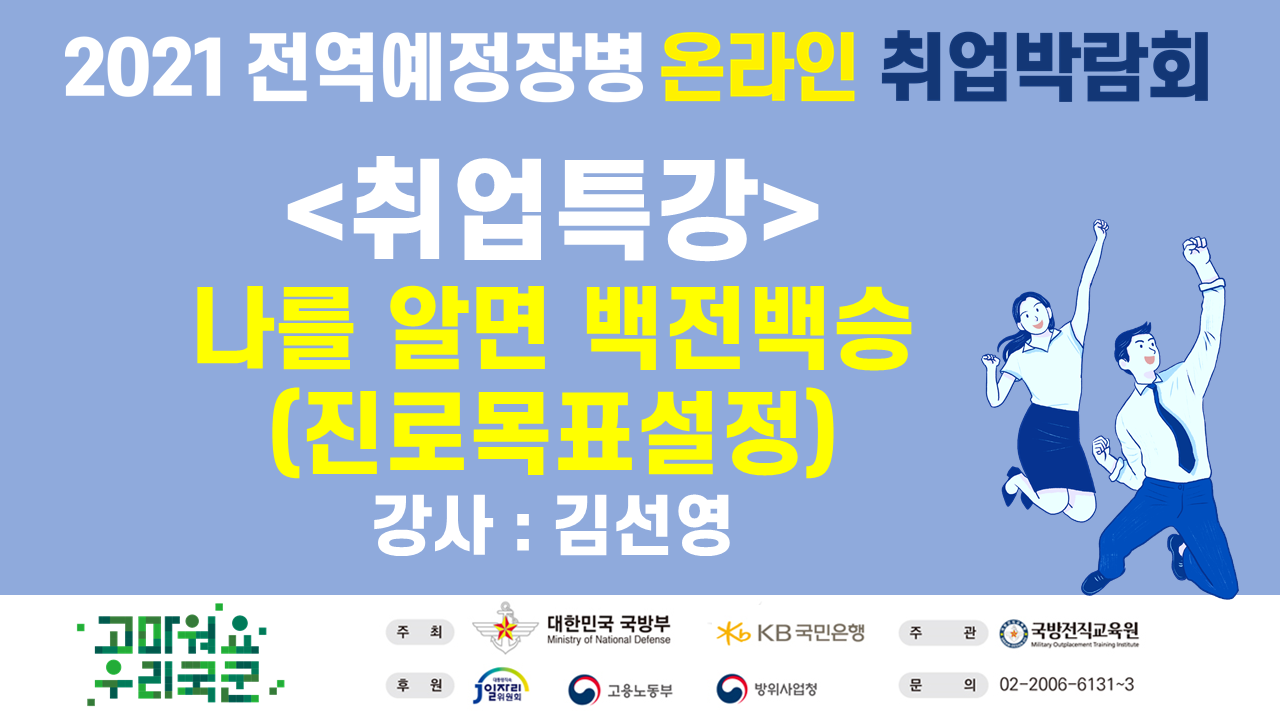 2021 전역예정장병 온라인 취업박람회
<취업특강>
나를 알면 백전백승
(진로목표설정)
강사 : 김선영
고마워요
우리국군
주 최
대한민국 국방부
Ministry of National Defense
KB국민은행
주 관
국방전직교육원
Military Outplacement Training Institute
후 원
대통령직속
일자리
위원회
고용노동부
방위사업청
문 의
02-2006-6131~3